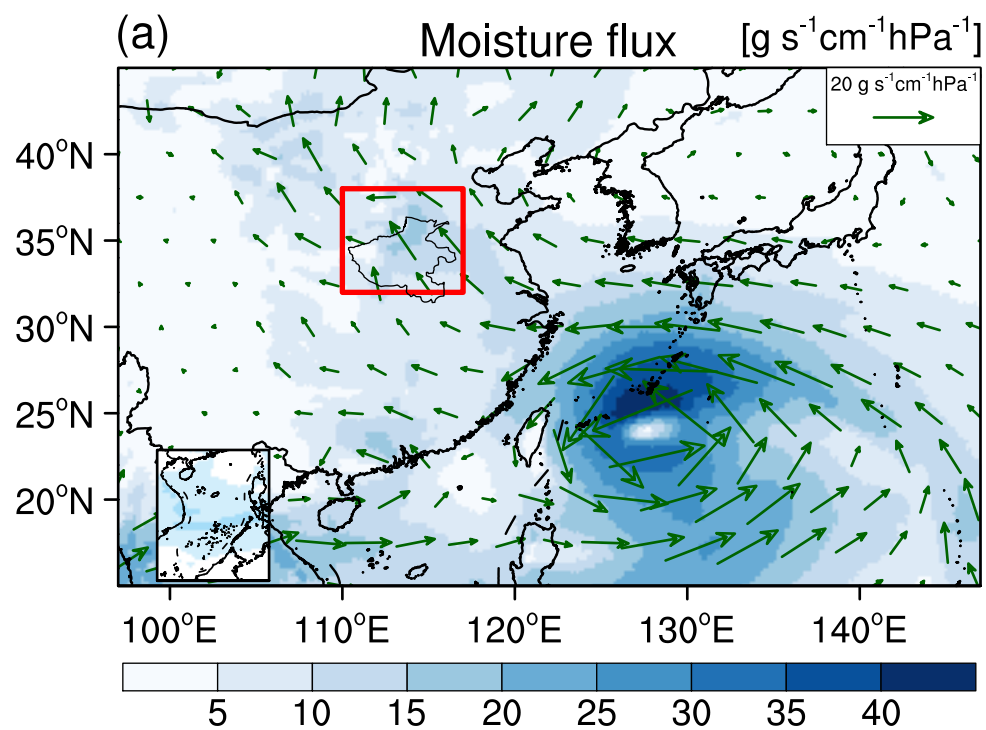 (a) Moisture flux [g s⁻¹cm⁻¹hPa⁻¹]
20 g s⁻¹cm⁻¹hPa⁻¹
40°N
35°N
30°N
25°N
20°N
100°E 110°E 120°E 130°E 140°E
5 10 15 20 25 30 35 40